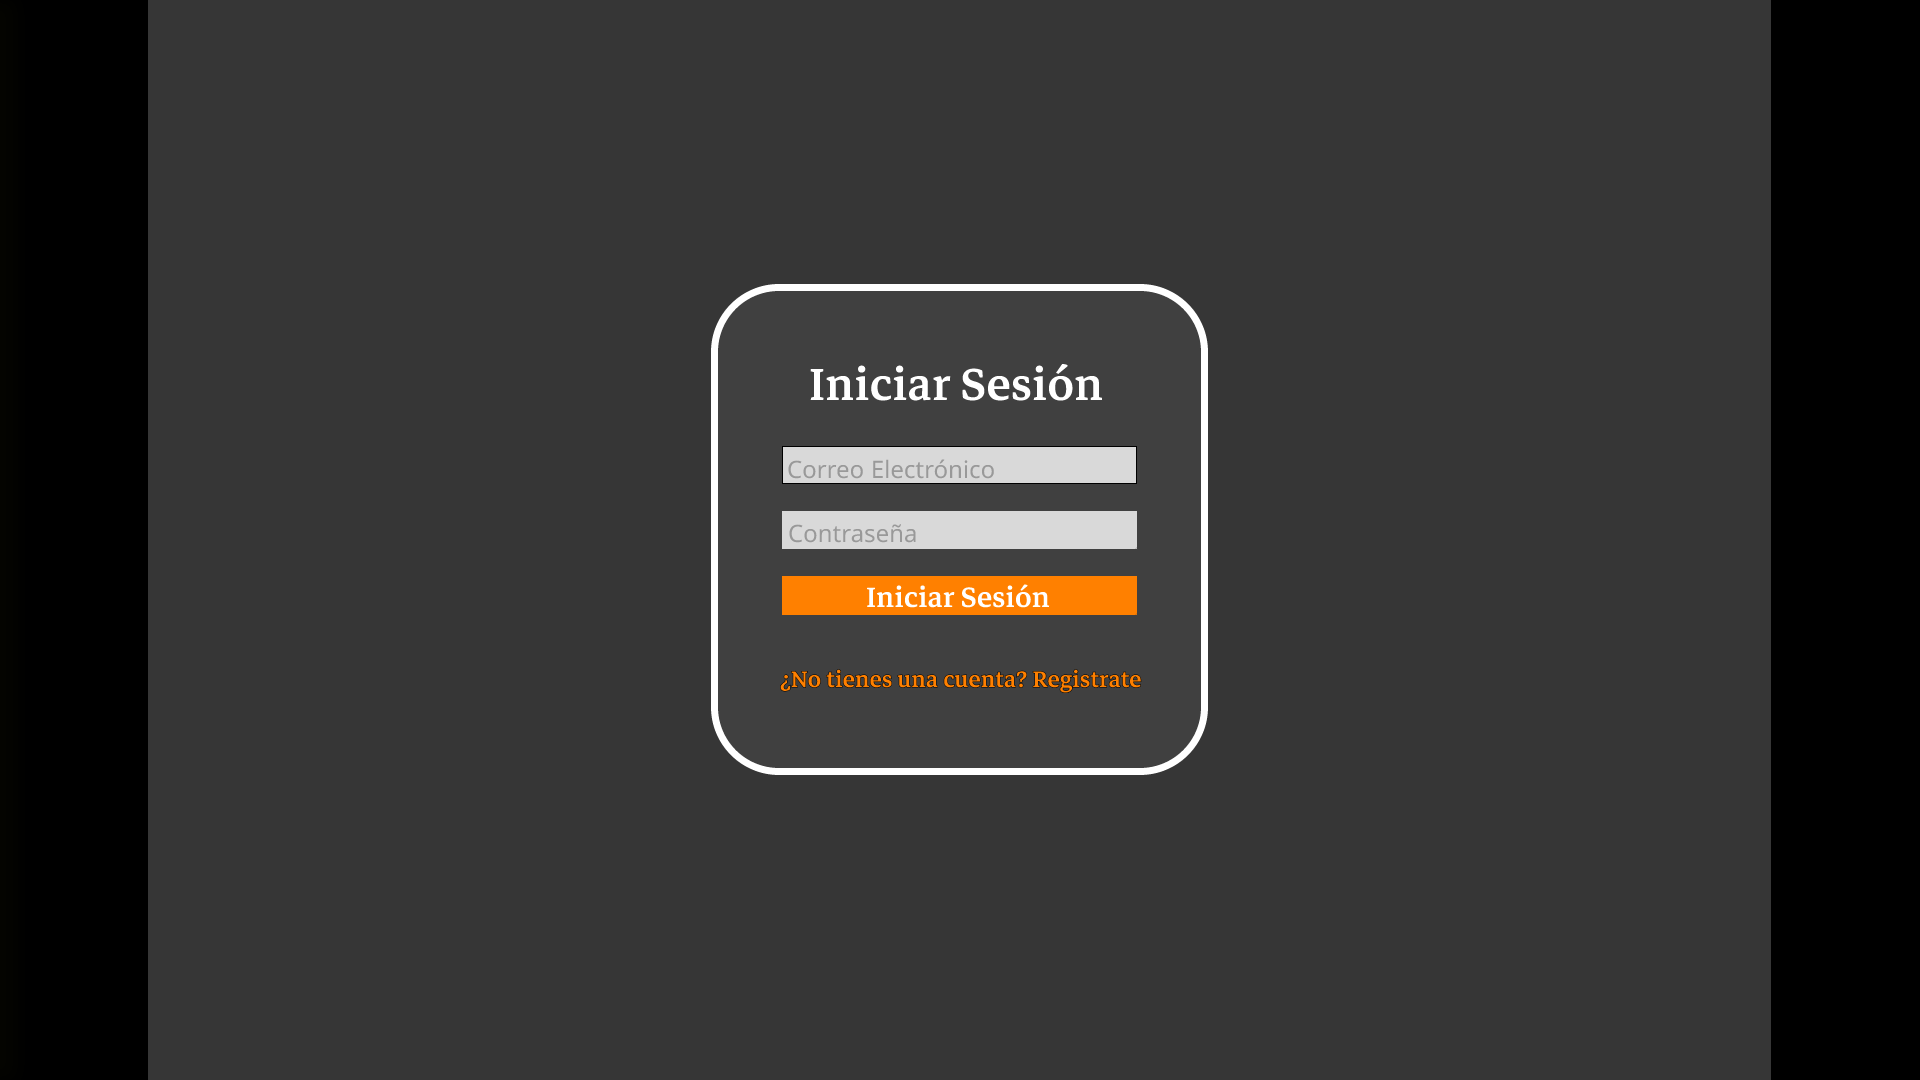 Iniciar Sesión
Correo Electrónico
Contraseña
Iniciar Sesión
¿No tienes una cuenta? Registrate